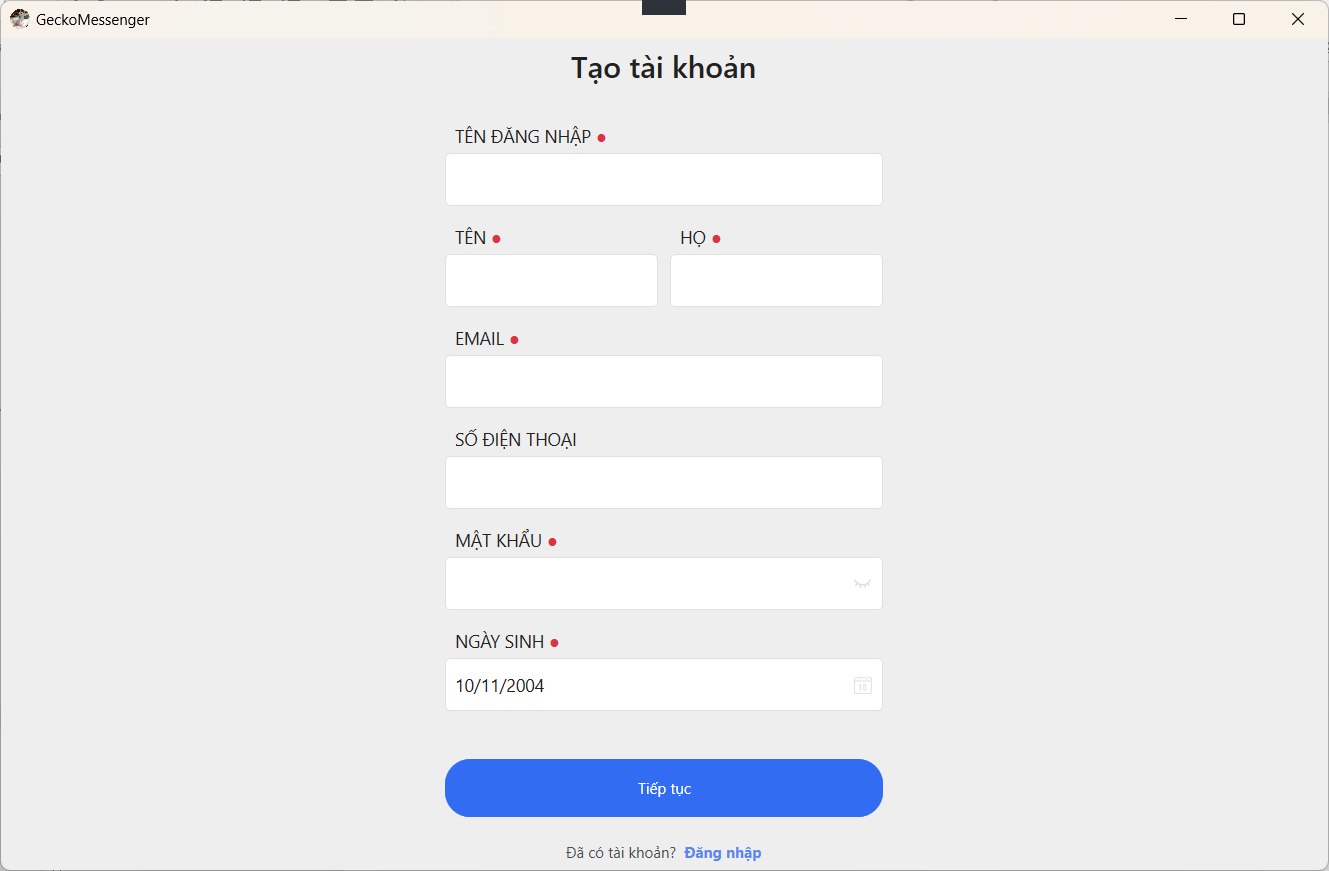 GeckoMessenger
Tạo tài khoản
TÊN ĐĂNG NHẬP
TÊN HỌ
EMAIL
SỐ ĐIỆN THOẠI
MẬT KHẨU
NGÀY SINH
10/11/2004
15
Tiếp tục
Đã có tài khoản? Đăng nhập